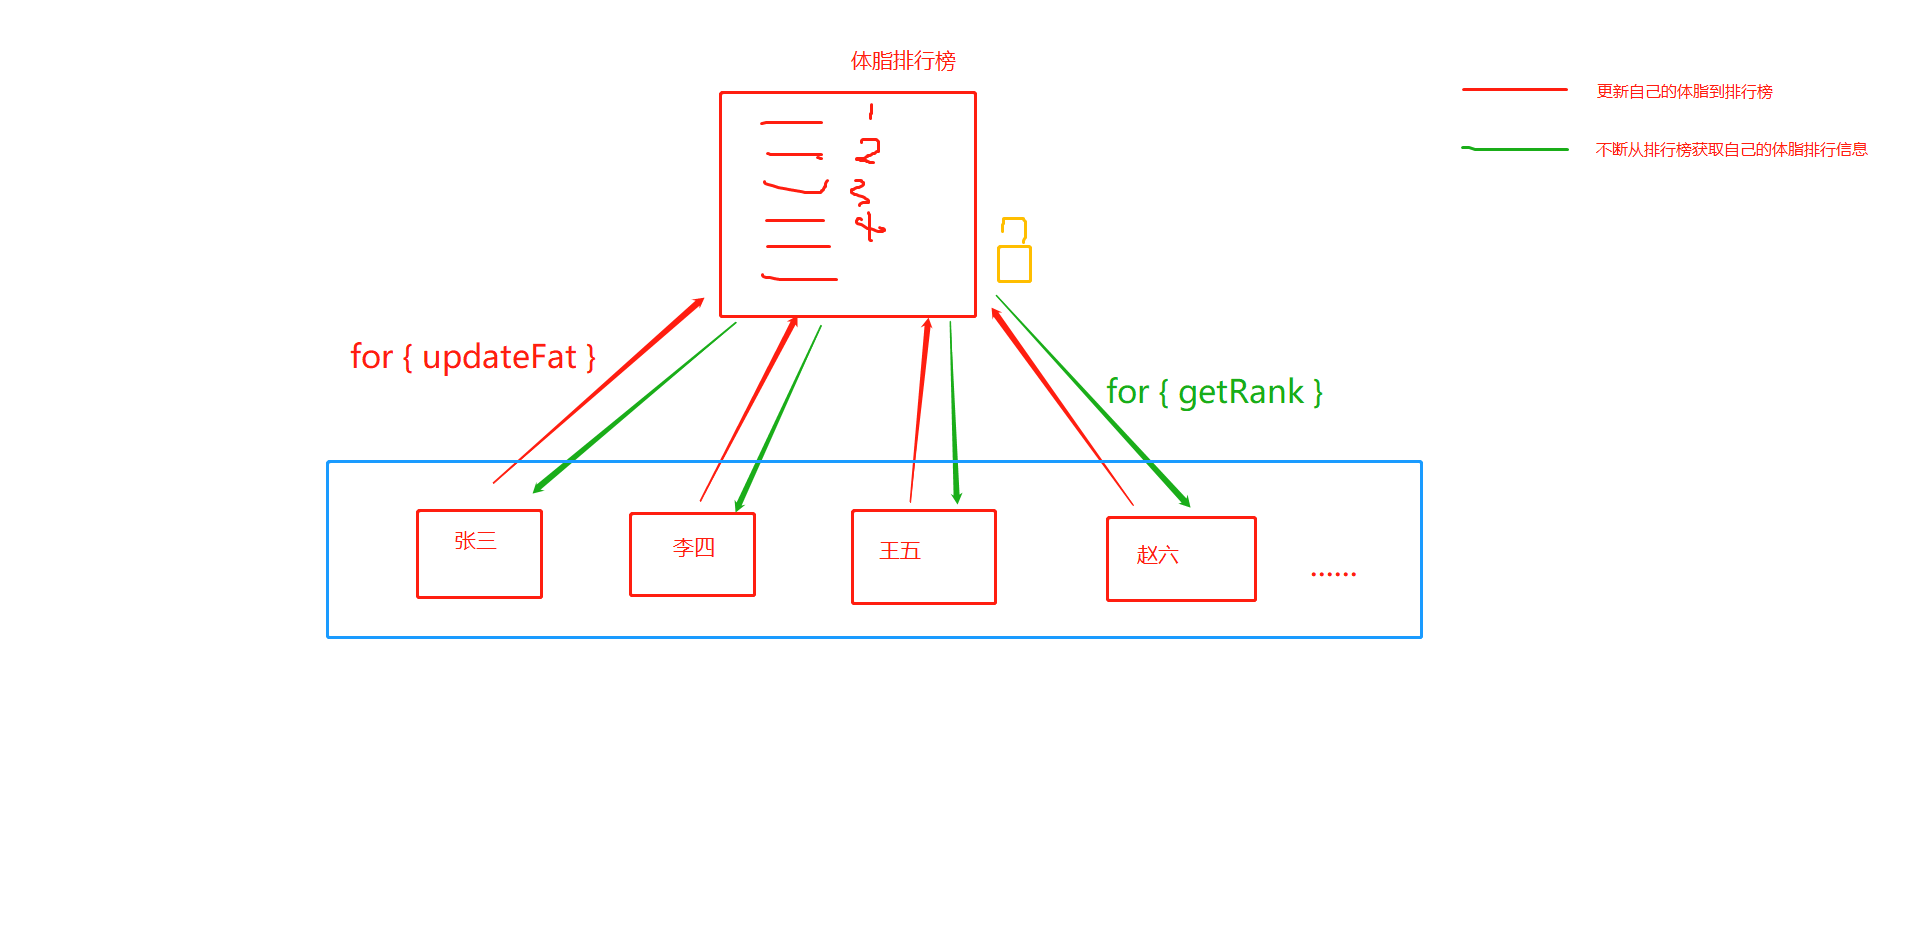 体脂排行榜
1
2
3
4
更新自己的体脂到排行榜
不断从排行榜获取自己的体脂排行信息
for { updateFat }
for { getRank }
张三
李四
王五
赵六
......